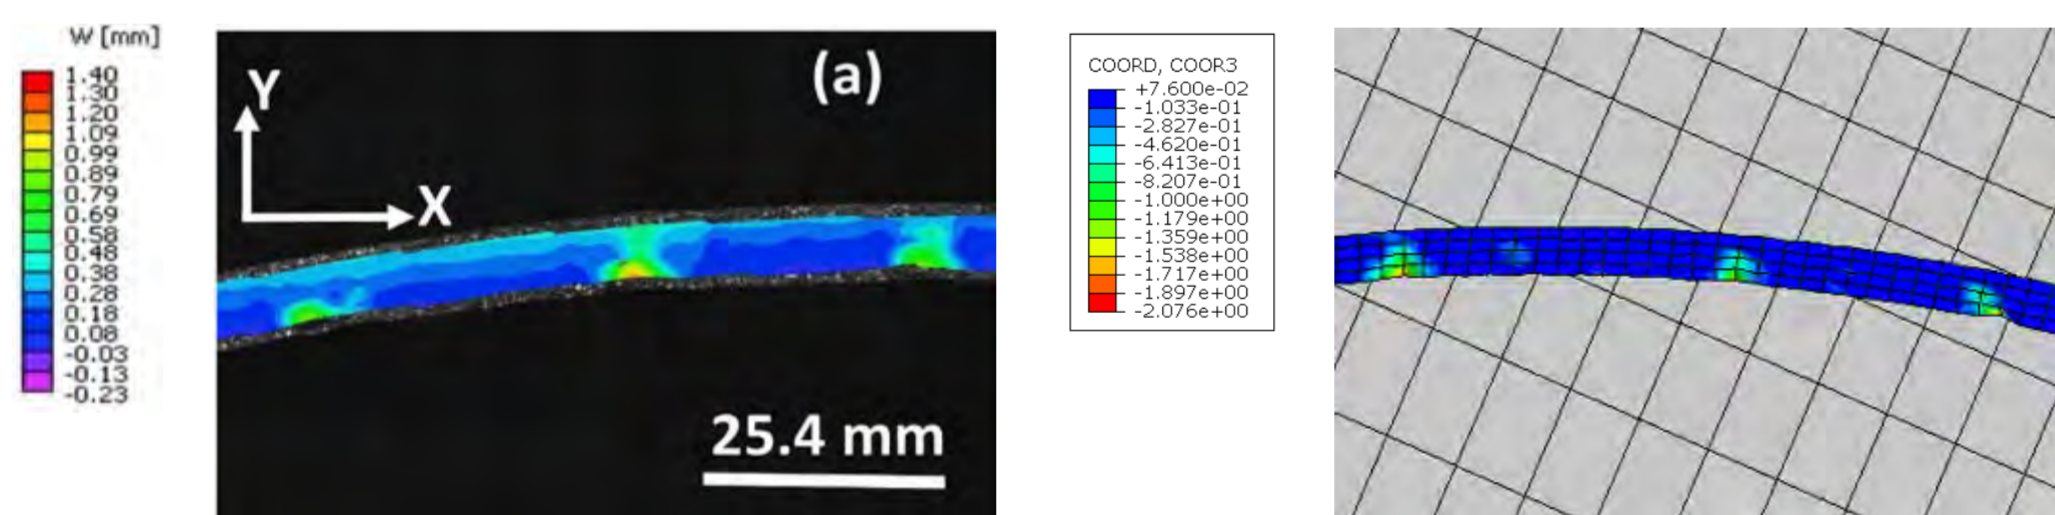 W [mm]
1.40
1.30
1.20
1.09
0.99
0.89
0.79
0.69
0.58
0.48
0.38
0.28
0.18
0.08
-0.03
-0.13
-0.23
(a)
Y
X
25.4 mm
COORD, COOR3
+7.600e-02
-1.033e-01
-2.827e-01
-4.620e-01
-6.413e-01
-8.207e-01
-1.000e+00
-1.179e+00
-1.359e+00
-1.538e+00
-1.717e+00
-1.897e+00
-2.076e+00